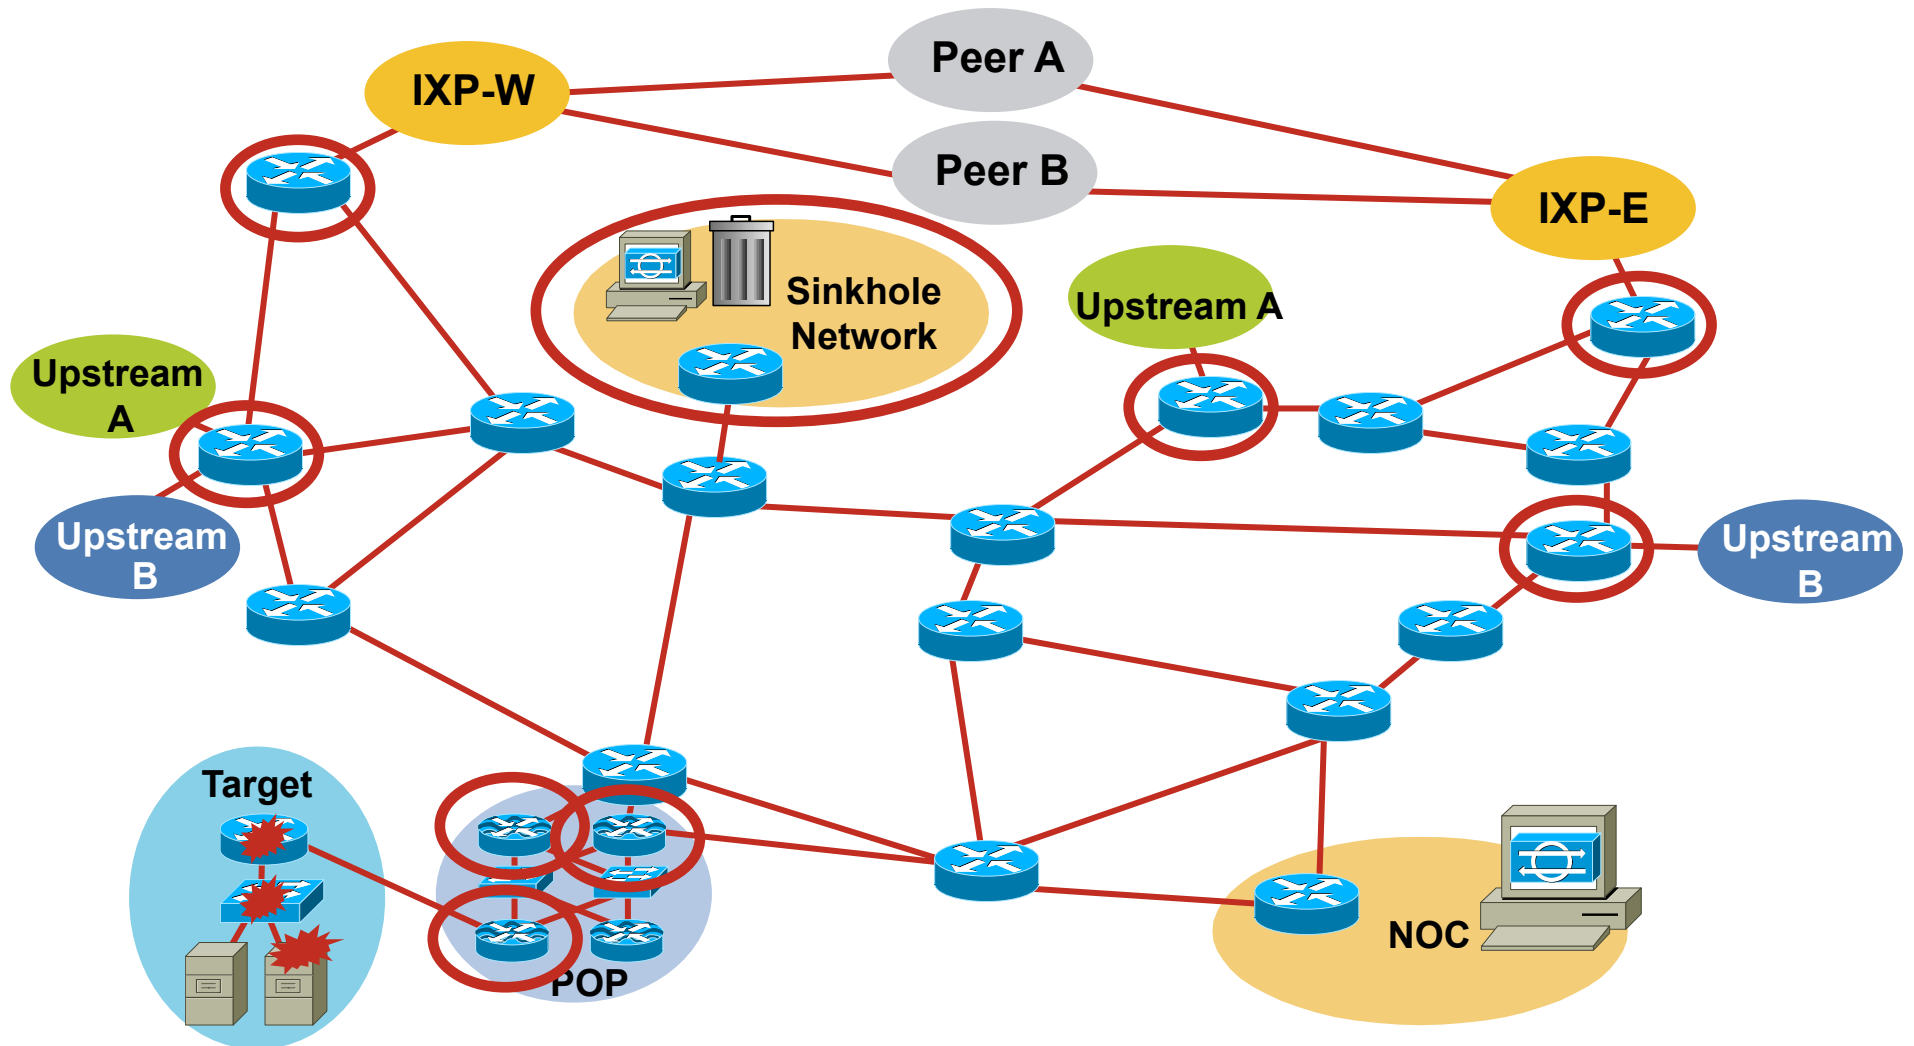 Peer A
IXP-W
Peer B
IXP-E
Sinkhole
Network
Upstream A
Upstream
A
Upstream
B
Upstream
B
Target
NOC
POP